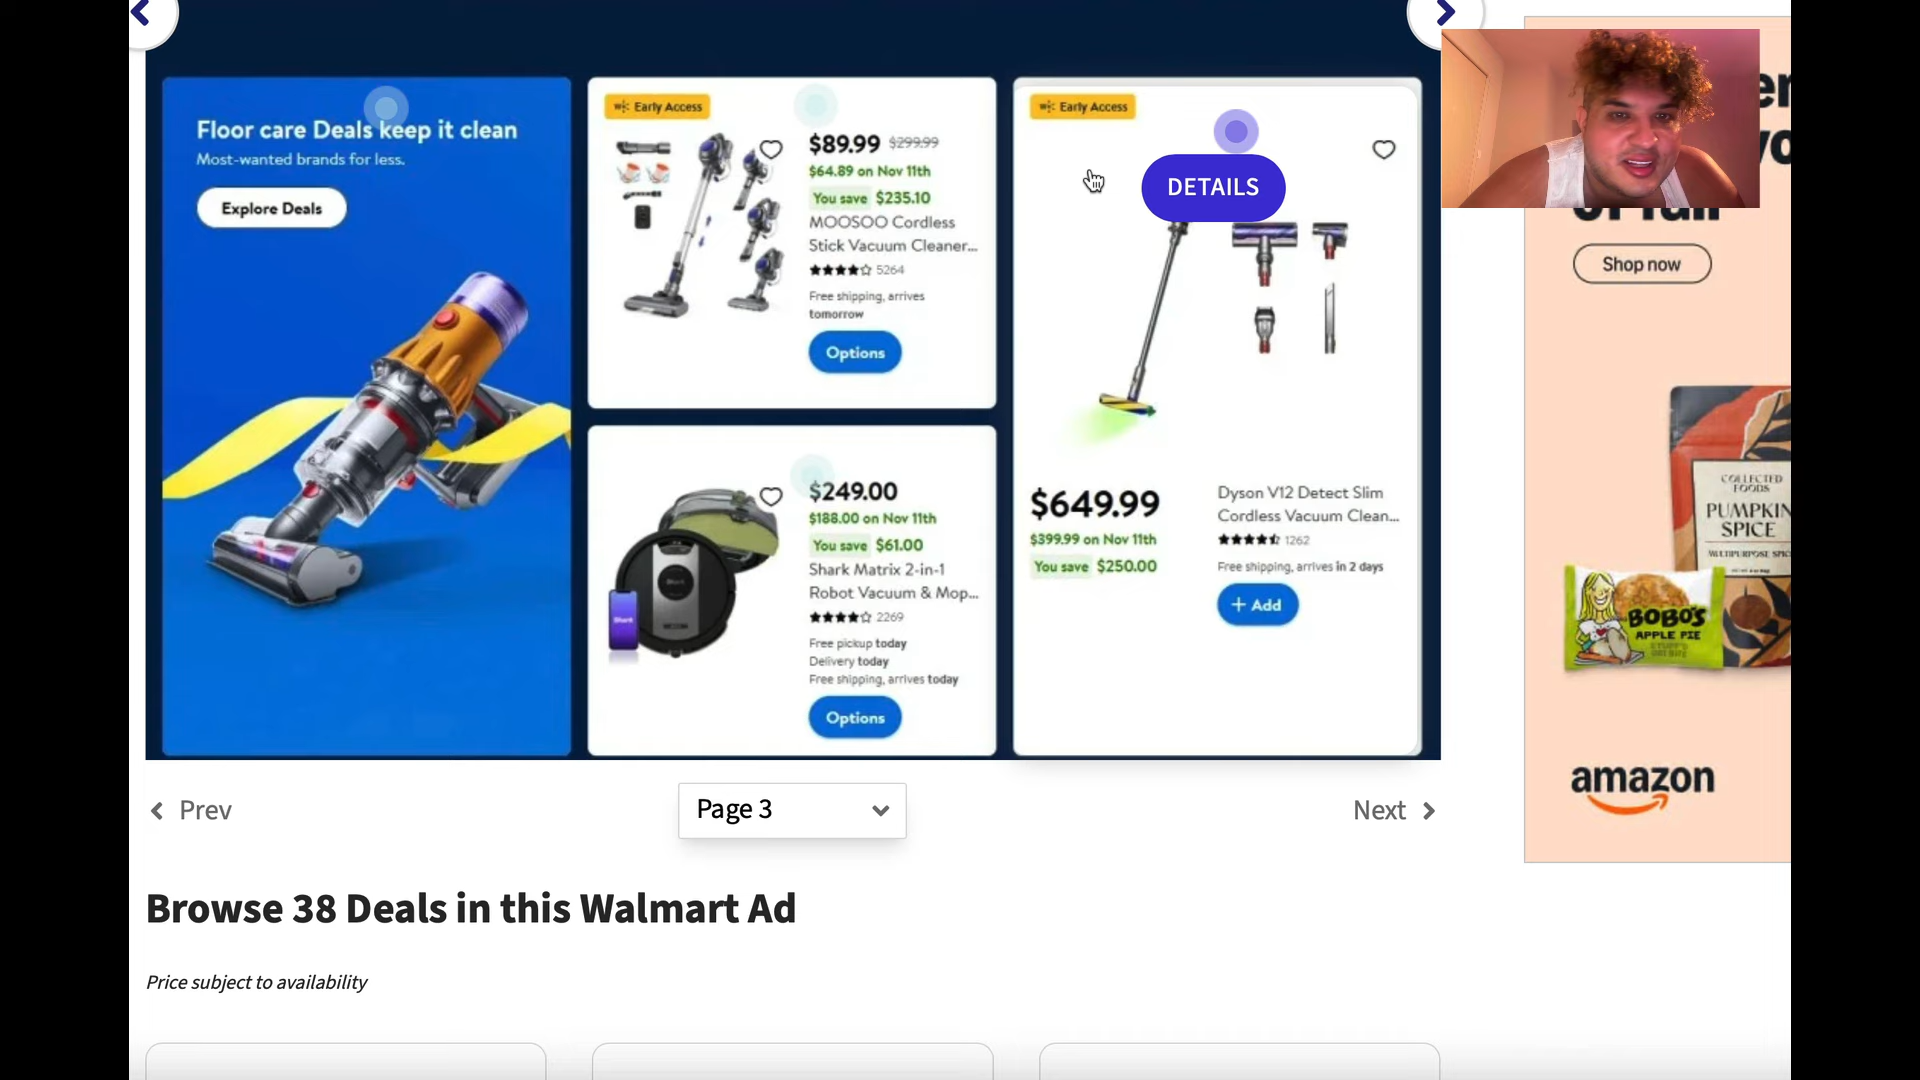 Floor care Deals keep it clean
Most-wanted brands for less.
Explore Deals
Early Access
$89.99 $299.99
$64.89 on Nov 11th
You save $235.10
MOOSOO Cordless
Stick Vacuum Cleaner...
5264
Free shipping, arrives
tomorrow
Options
$249.00
$188.00 on Nov 11th
You save $61.00
Shark Matrix 2-in-1
Robot Vacuum & Mop...
2269
Free pickup today
Delivery today
Free shipping, arrives today
Options
Shark
Early Access
DETAILS
$649.99
$399.99 on Nov 11th
You save $250.00
Dyson V12 Detect Slim
Cordless Vacuum Clean...
1262
Free shipping, arrives in 2 days
+ Add
Shop now
COLLECTED
FOODS
PUMPKIN
SPICE
BOBO'S
APPLE PIE
amazon
Prev
Page 3
Next
Browse 38 Deals in this Walmart Ad
Price subject to availability